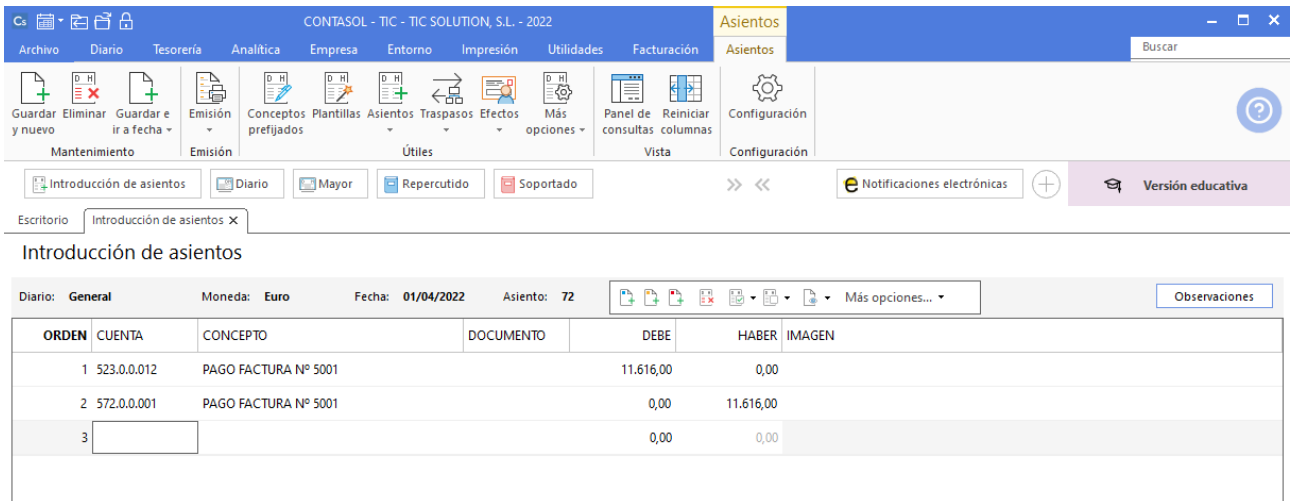 Cs CONTASOL - TIC - TIC SOLUTION, S.L. - 2022 Asientos
Archivo Diario Tesorería Analítica Empresa Entorno Impresión Utilidades Facturación Asientos Buscar
D H D H D H D H D H
Guardar Eliminar Guardar e Emisión Conceptos Plantillas Asientos Traspasos Efectos Más Panel de Reiniciar Configuración
y nuevo ir a fecha prefijados opciones consultas columnas
Mantenimiento Emisión Útiles Vista Configuración
Introducción de asientos Diario Mayor Repercutido Soportado Notificaciones electrónicas Versión educativa
Escritorio Introducción de asientos X
Introducción de asientos
Diario: General Moneda: Euro Fecha: 01/04/2022 Asiento: 72 Más opciones... Observaciones
ORDEN CUENTA CONCEPTO DOCUMENTO DEBE HABER IMAGEN
1 523.0.0.012 PAGO FACTURA Nº 5001 11.616,00 0,00
2 572.0.0.001 PAGO FACTURA Nº 5001 0,00 11.616,00
3 0,00 0,00